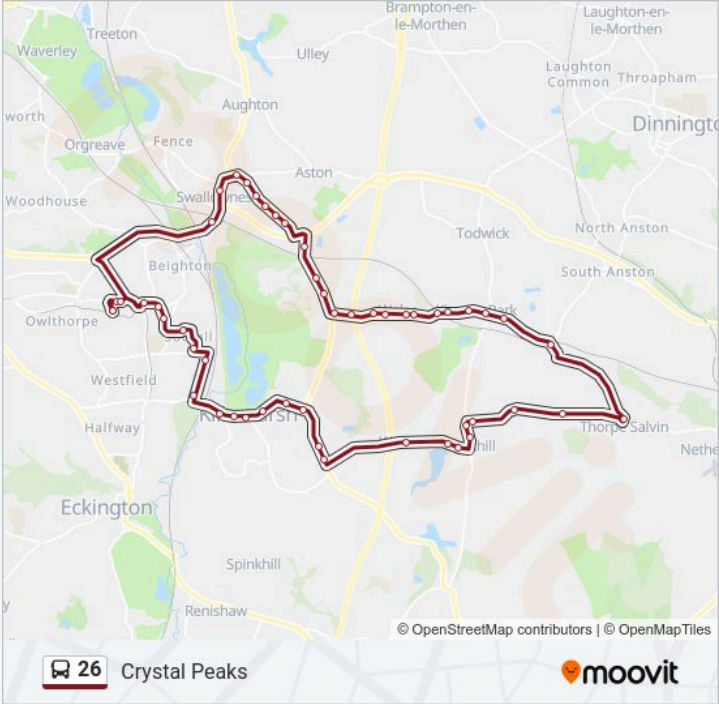 Brampton-en-
le-Morthen
Laughton-en-
le-Morthen
Treeton
Waverley
Ulley
Laughton
Common
Throapham
Aughton
worth
Dinningto
Fence
Orgreave
Aston
Woodhouse
North Anston
Todwick
Beighton
South Anston
Park
Owlthorpe
Westfield
Halfway
Thorpe Salvin
Nethe
Eckington
Spinkhill
Renishaw
y
© OpenStreetMap contributors | © OpenMapTiles
26 Crystal Peaks
moovit